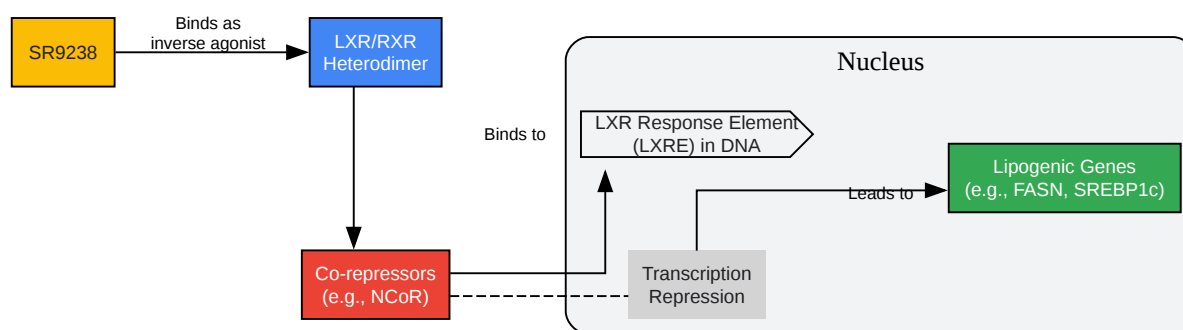 SR9238
Binds as
inverse agonist
LXR/RXR
Heterodimer
Nucleus
Binds to
LXR Response Element
(LXRE) in DNA
Leads to
Lipogenic Genes
(e.g., FASN, SREBP1c)
Co-repressors
(e.g., NCoR)
Transcription
Repression